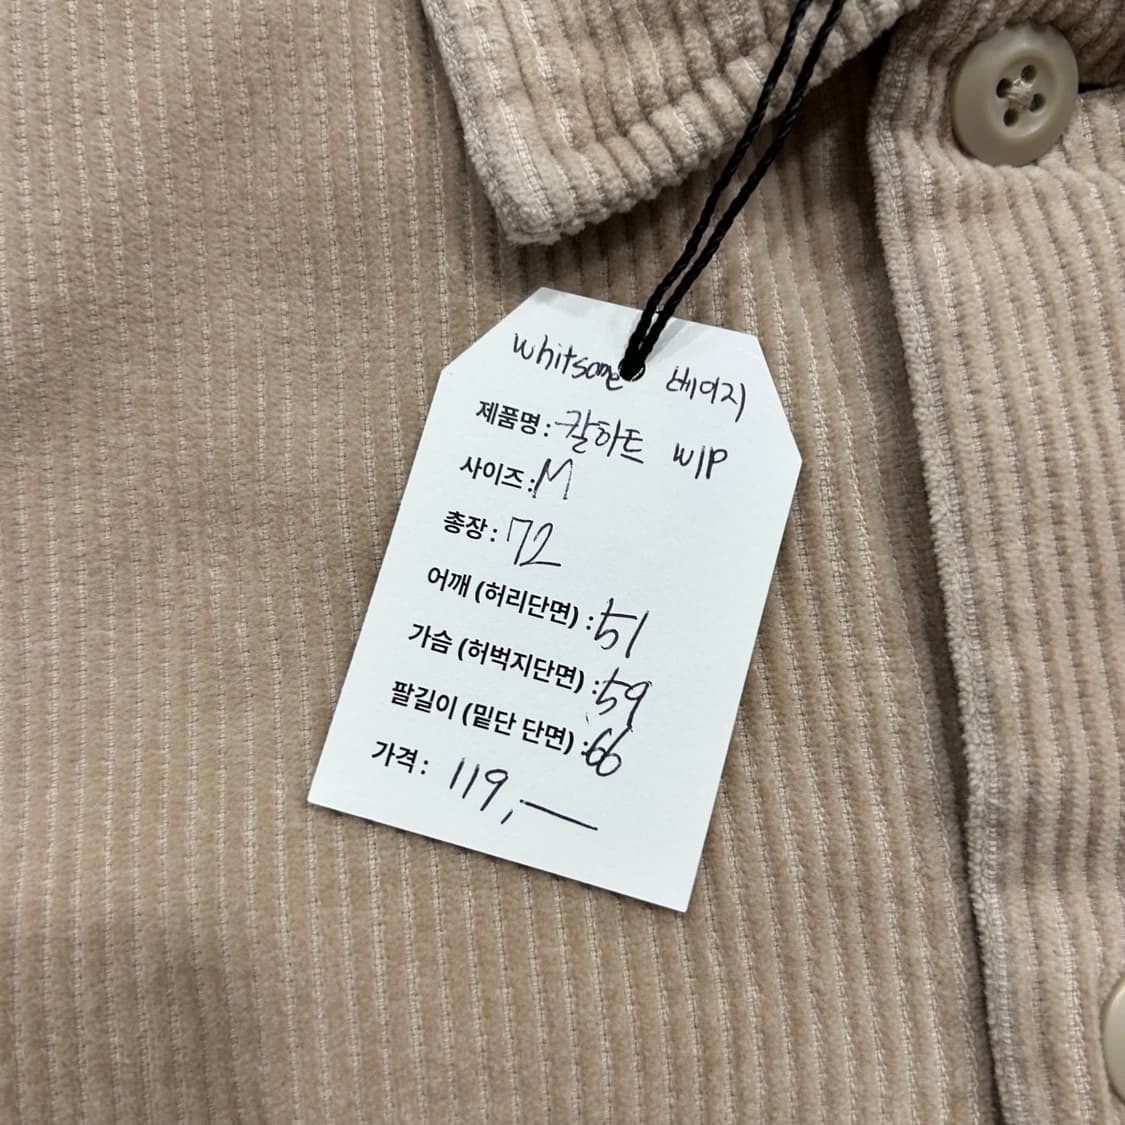 whitsome 베이지
제품명 : 칼하트 WIP
사이즈 : M
총장 : 72
어깨 (허리단면) : 51
가슴 (허벅지단면) : 59
팔길이 (밑단 단면) : 66
가격 : 119,—